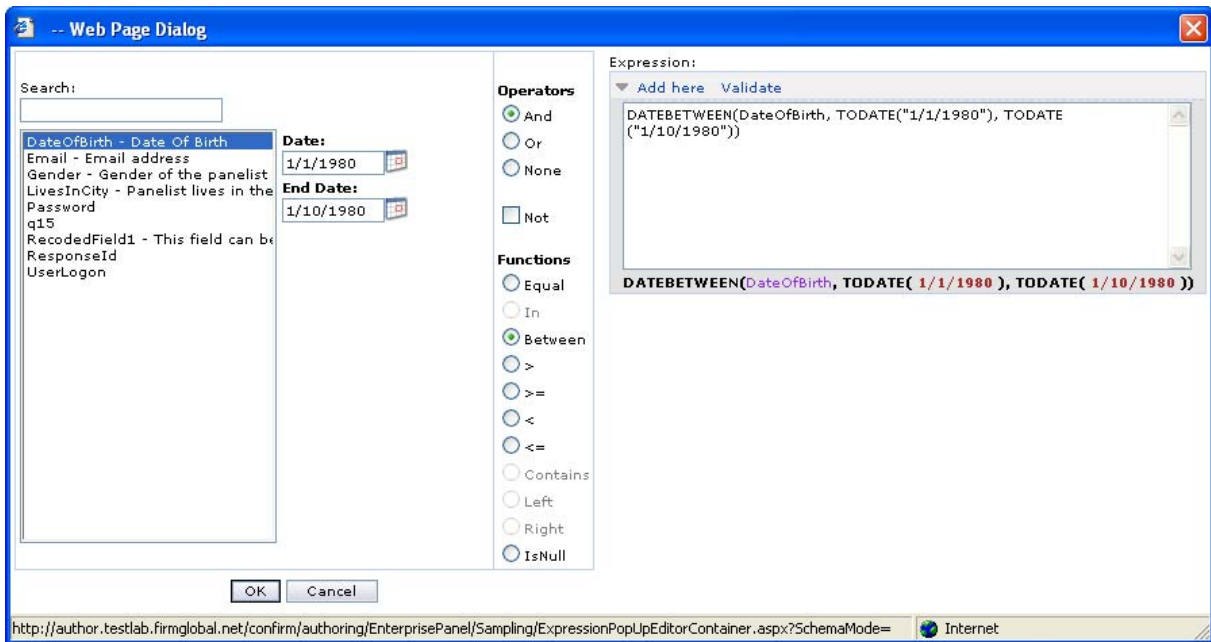 -- Web Page Dialog
Search:
DateOfBirth - Date Of Birth
Email - Email address
Gender - Gender of the panelist
LivesInCity - Panelist lives in the
Password
q15
RecodedField1 - This field can be
ResponseId
UserLogon
Date:
1/1/1980
End Date:
1/10/1980
Operators
And
Or
None
Not
Functions
Equal
In
Between
>
>=
<
<=
Contains
Left
Right
IsNull
Expression:
Add here Validate
DATEBETWEEN(DateOfBirth, TODATE("1/1/1980"), TODATE
("1/10/1980"))
DATEBETWEEN(DateOfBirth, TODATE( 1/1/1980 ), TODATE( 1/10/1980 ))
OK Cancel
http://author.testlab.firmglobal.net/confirm/authoring/EnterprisePanel/Sampling/ExpressionPopUpEditorContainer.aspx?SchemaMode= Internet